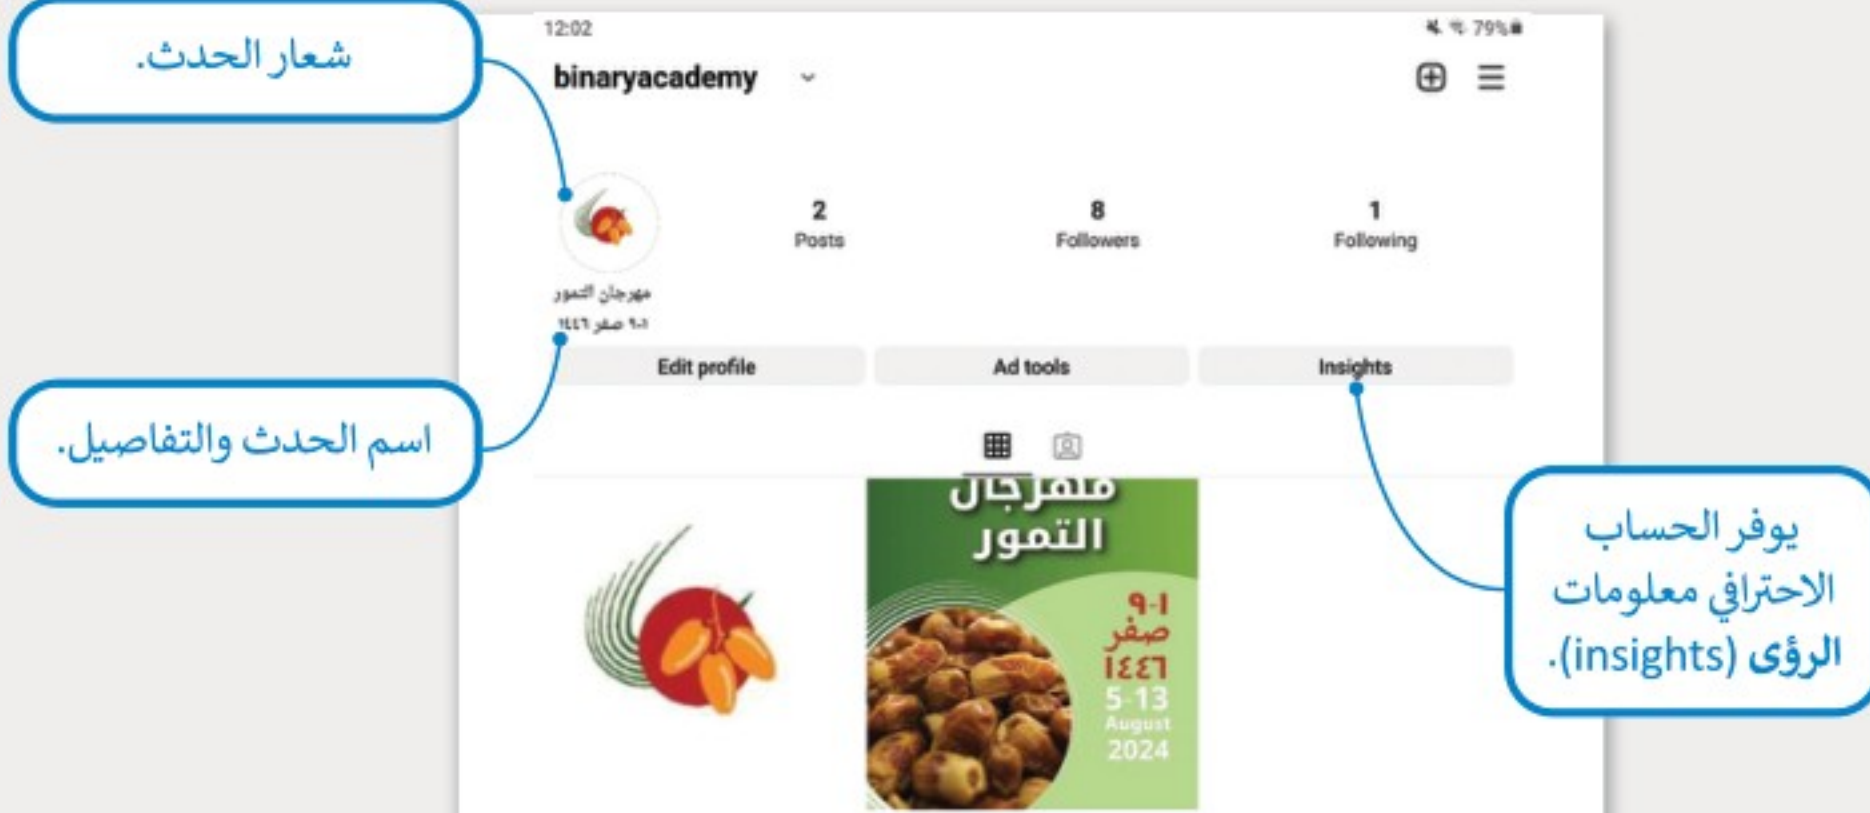 شعار الحدث.
12:02
79%
binaryacademy
2
Posts
8
Followers
1
Following
مهرجان التمور
١-٩ صفر ١٤٤٦
Edit profile
Ad tools
Insights
اسم الحدث والتفاصيل.
مهرجان
التمور
١-٩
صفر
١٤٤٦
5-13
August
2024
يوفر الحساب
الاحترافي معلومات
الرؤى (insights).